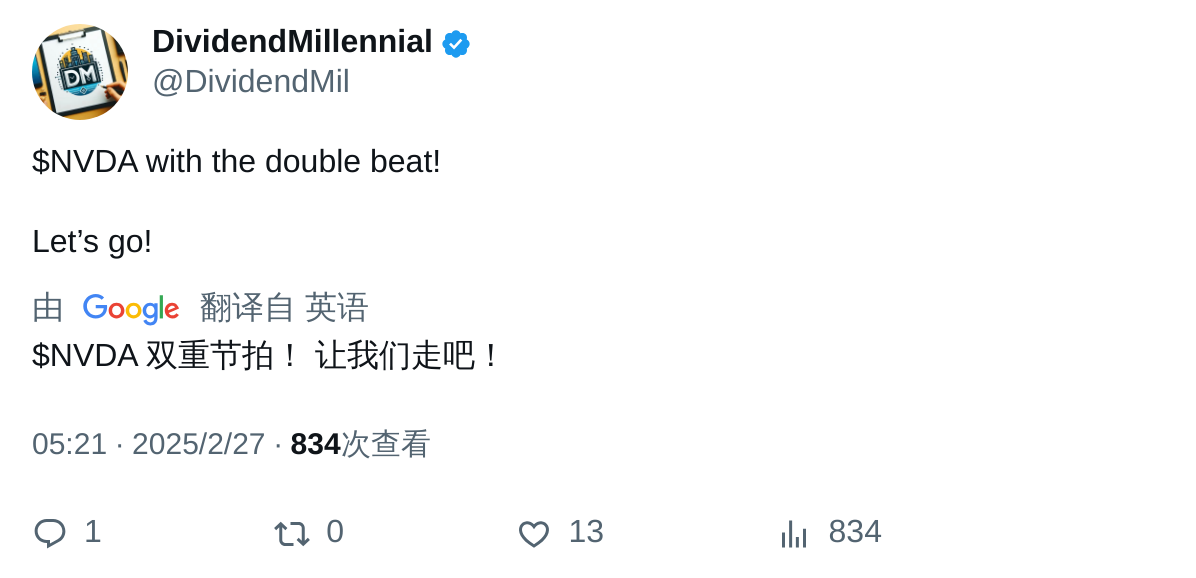 DM
DividendMillennial
@DividendMil
$NVDA with the double beat!
Let’s go!
由 Google 翻译自 英语
$NVDA 双重节拍！ 让我们走吧！
05:21 · 2025/2/27 · 834次查看
1 0 13 834